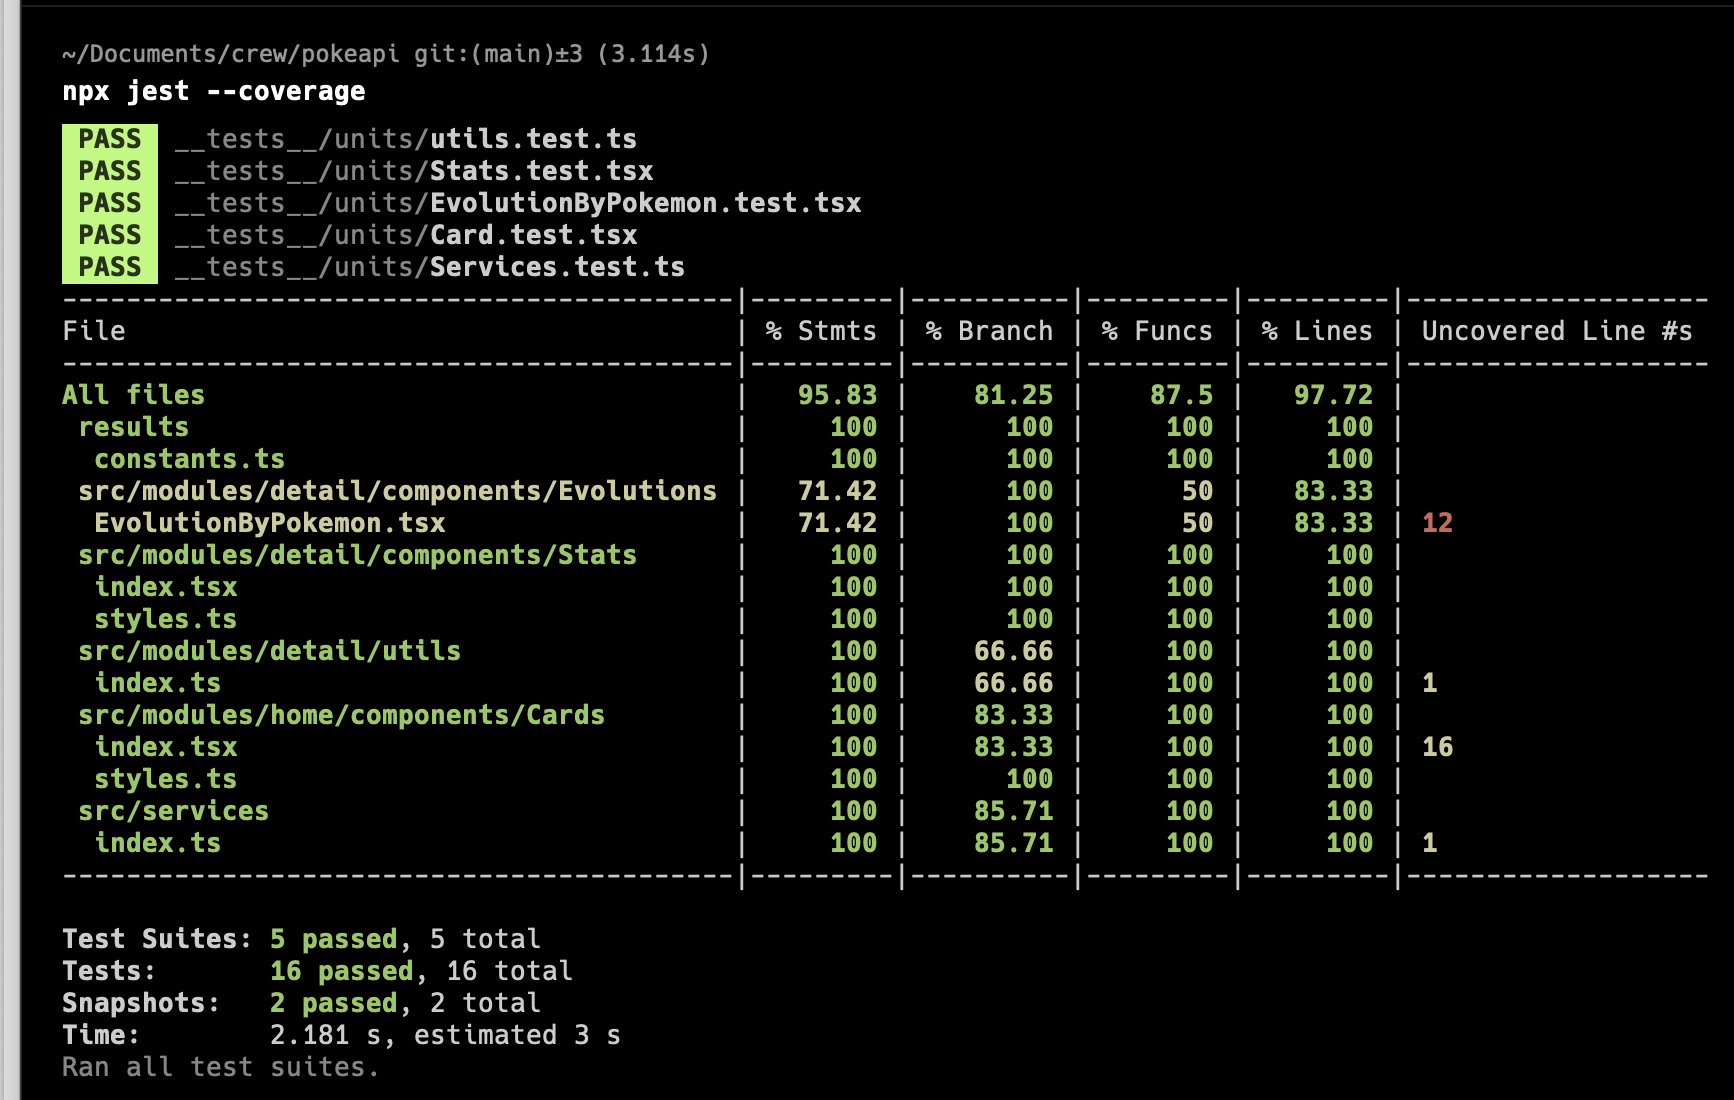 ~/Documents/crew/pokeapi git:(main)±3 (3.114s)
npx jest --coverage
PASS __tests__/units/utils.test.ts
PASS __tests__/units/Stats.test.tsx
PASS __tests__/units/EvolutionByPokemon.test.tsx
PASS __tests__/units/Card.test.tsx
PASS __tests__/units/Services.test.ts
------------------------------------------|---------|----------|---------|---------|-------------------
File                                      | % Stmts | % Branch | % Funcs | % Lines | Uncovered Line #s
------------------------------------------|---------|----------|---------|---------|-------------------
All files                                 |   95.83 |    81.25 |    87.5 |   97.72 |
 results                                  |     100 |      100 |     100 |     100 |
  constants.ts                            |     100 |      100 |     100 |     100 |
 src/modules/detail/components/Evolutions |   71.42 |      100 |      50 |   83.33 |
  EvolutionByPokemon.tsx                  |   71.42 |      100 |      50 |   83.33 | 12
 src/modules/detail/components/Stats      |     100 |      100 |     100 |     100 |
  index.tsx                               |     100 |      100 |     100 |     100 |
  styles.ts                               |     100 |      100 |     100 |     100 |
 src/modules/detail/utils                 |     100 |    66.66 |     100 |     100 |
  index.ts                                |     100 |    66.66 |     100 |     100 | 1
 src/modules/home/components/Cards        |     100 |    83.33 |     100 |     100 |
  index.tsx                               |     100 |    83.33 |     100 |     100 | 16
  styles.ts                               |     100 |      100 |     100 |     100 |
 src/services                             |     100 |    85.71 |     100 |     100 |
  index.ts                                |     100 |    85.71 |     100 |     100 | 1
------------------------------------------|---------|----------|---------|---------|-------------------
Test Suites: 5 passed, 5 total
Tests:       16 passed, 16 total
Snapshots:   2 passed, 2 total
Time:        2.181 s, estimated 3 s
Ran all test suites.